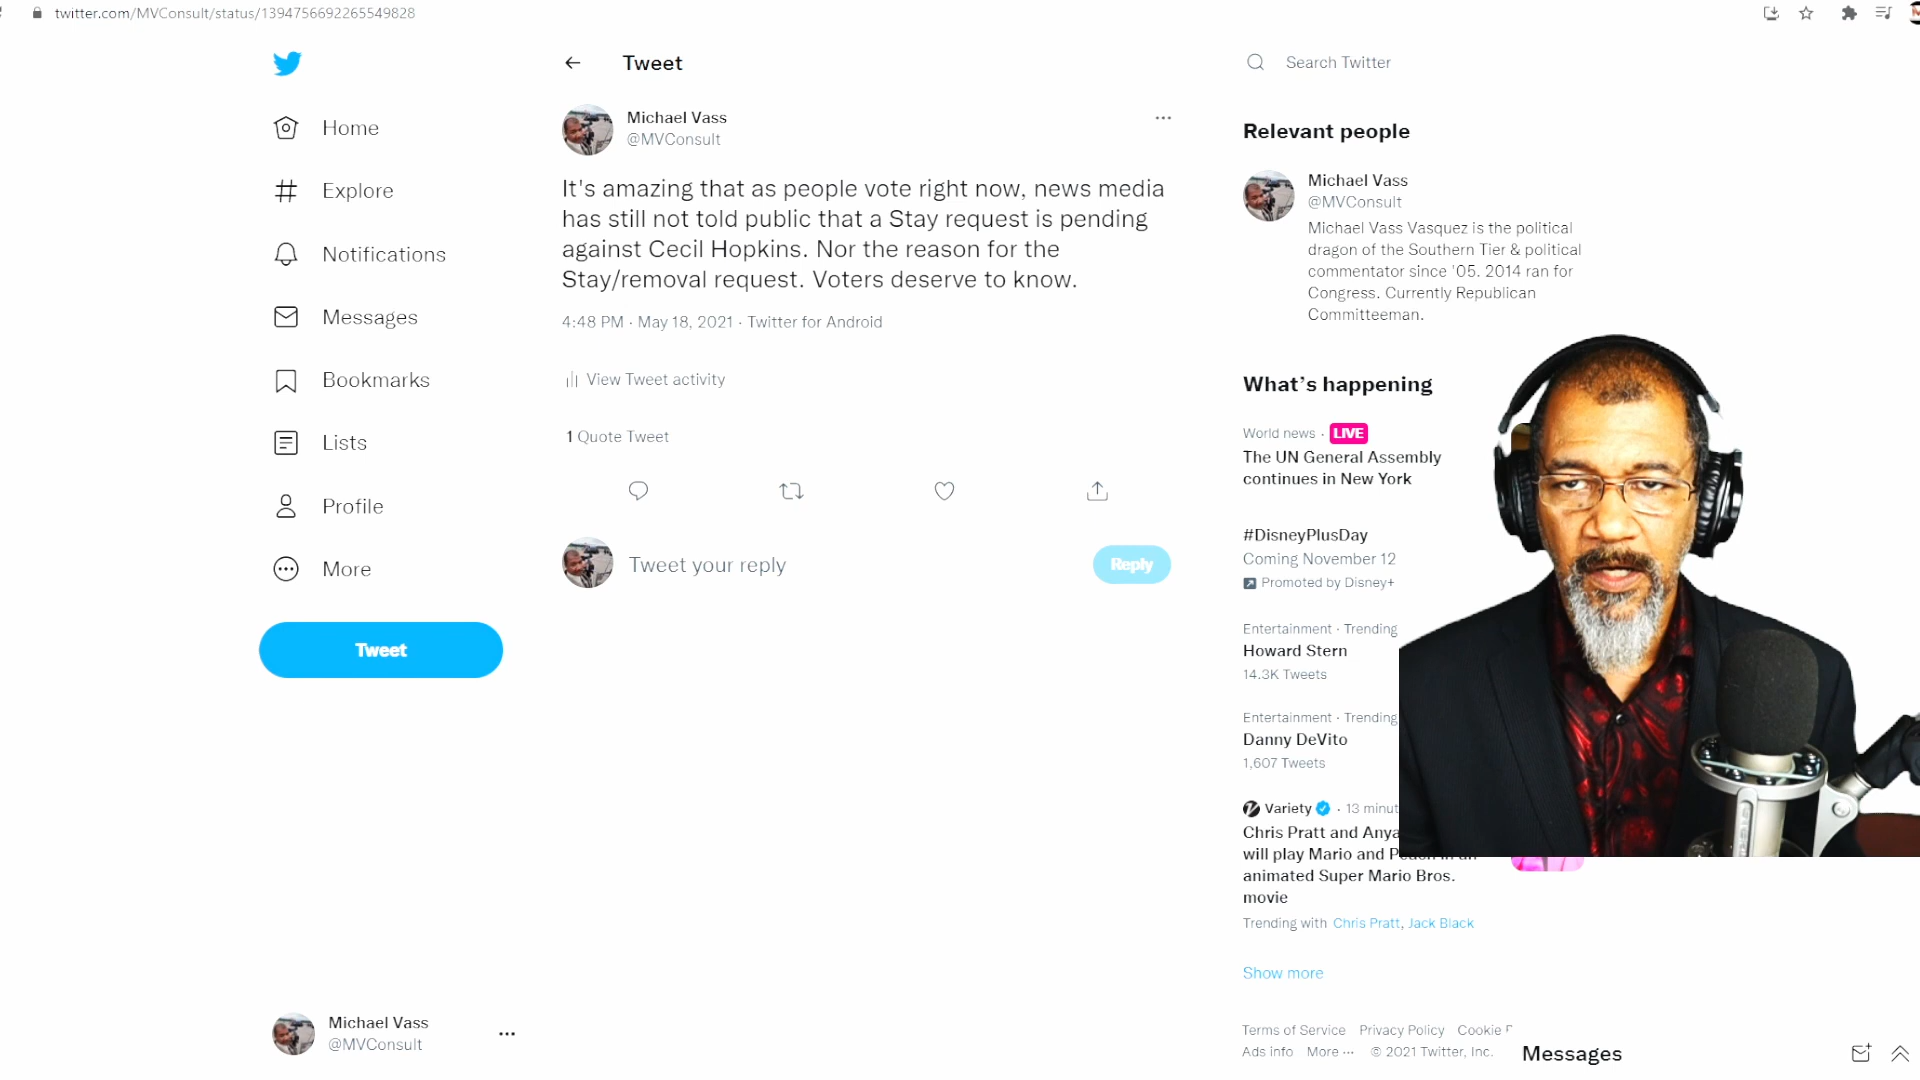 twitter.com/MVConsult/status/1394756692265549828
Home
Explore
Notifications
Messages
Bookmarks
Lists
Profile
More
Tweet
Michael Vass
@MVConsult
Tweet
Michael Vass
@MVConsult
It's amazing that as people vote right now, news media
has still not told public that a Stay request is pending
against Cecil Hopkins. Nor the reason for the
Stay/removal request. Voters deserve to know.
4:48 PM · May 18, 2021 · Twitter for Android
View Tweet activity
1 Quote Tweet
Tweet your reply
Reply
Search Twitter
Relevant people
Michael Vass
@MVConsult
Michael Vass Vasquez is the political
dragon of the Southern Tier & political
commentator since '05. 2014 ran for
Congress. Currently Republican
Committeeman.
What's happening
World news · LIVE
The UN General Assembly
continues in New York
#DisneyPlusDay
Coming November 12
Promoted by Disney+
Entertainment · Trending
Howard Stern
14.3K Tweets
Entertainment · Trending
Danny DeVito
1,607 Tweets
Variety · 13
Chris Pratt and Anya
will play Mario and
animated Super Mario Bros.
movie
Trending with Chris Pratt, Jack Black
Show more
Terms of Service Privacy Policy Cookie
Ads info More ... © 2021 Twitter, Inc.
Messages